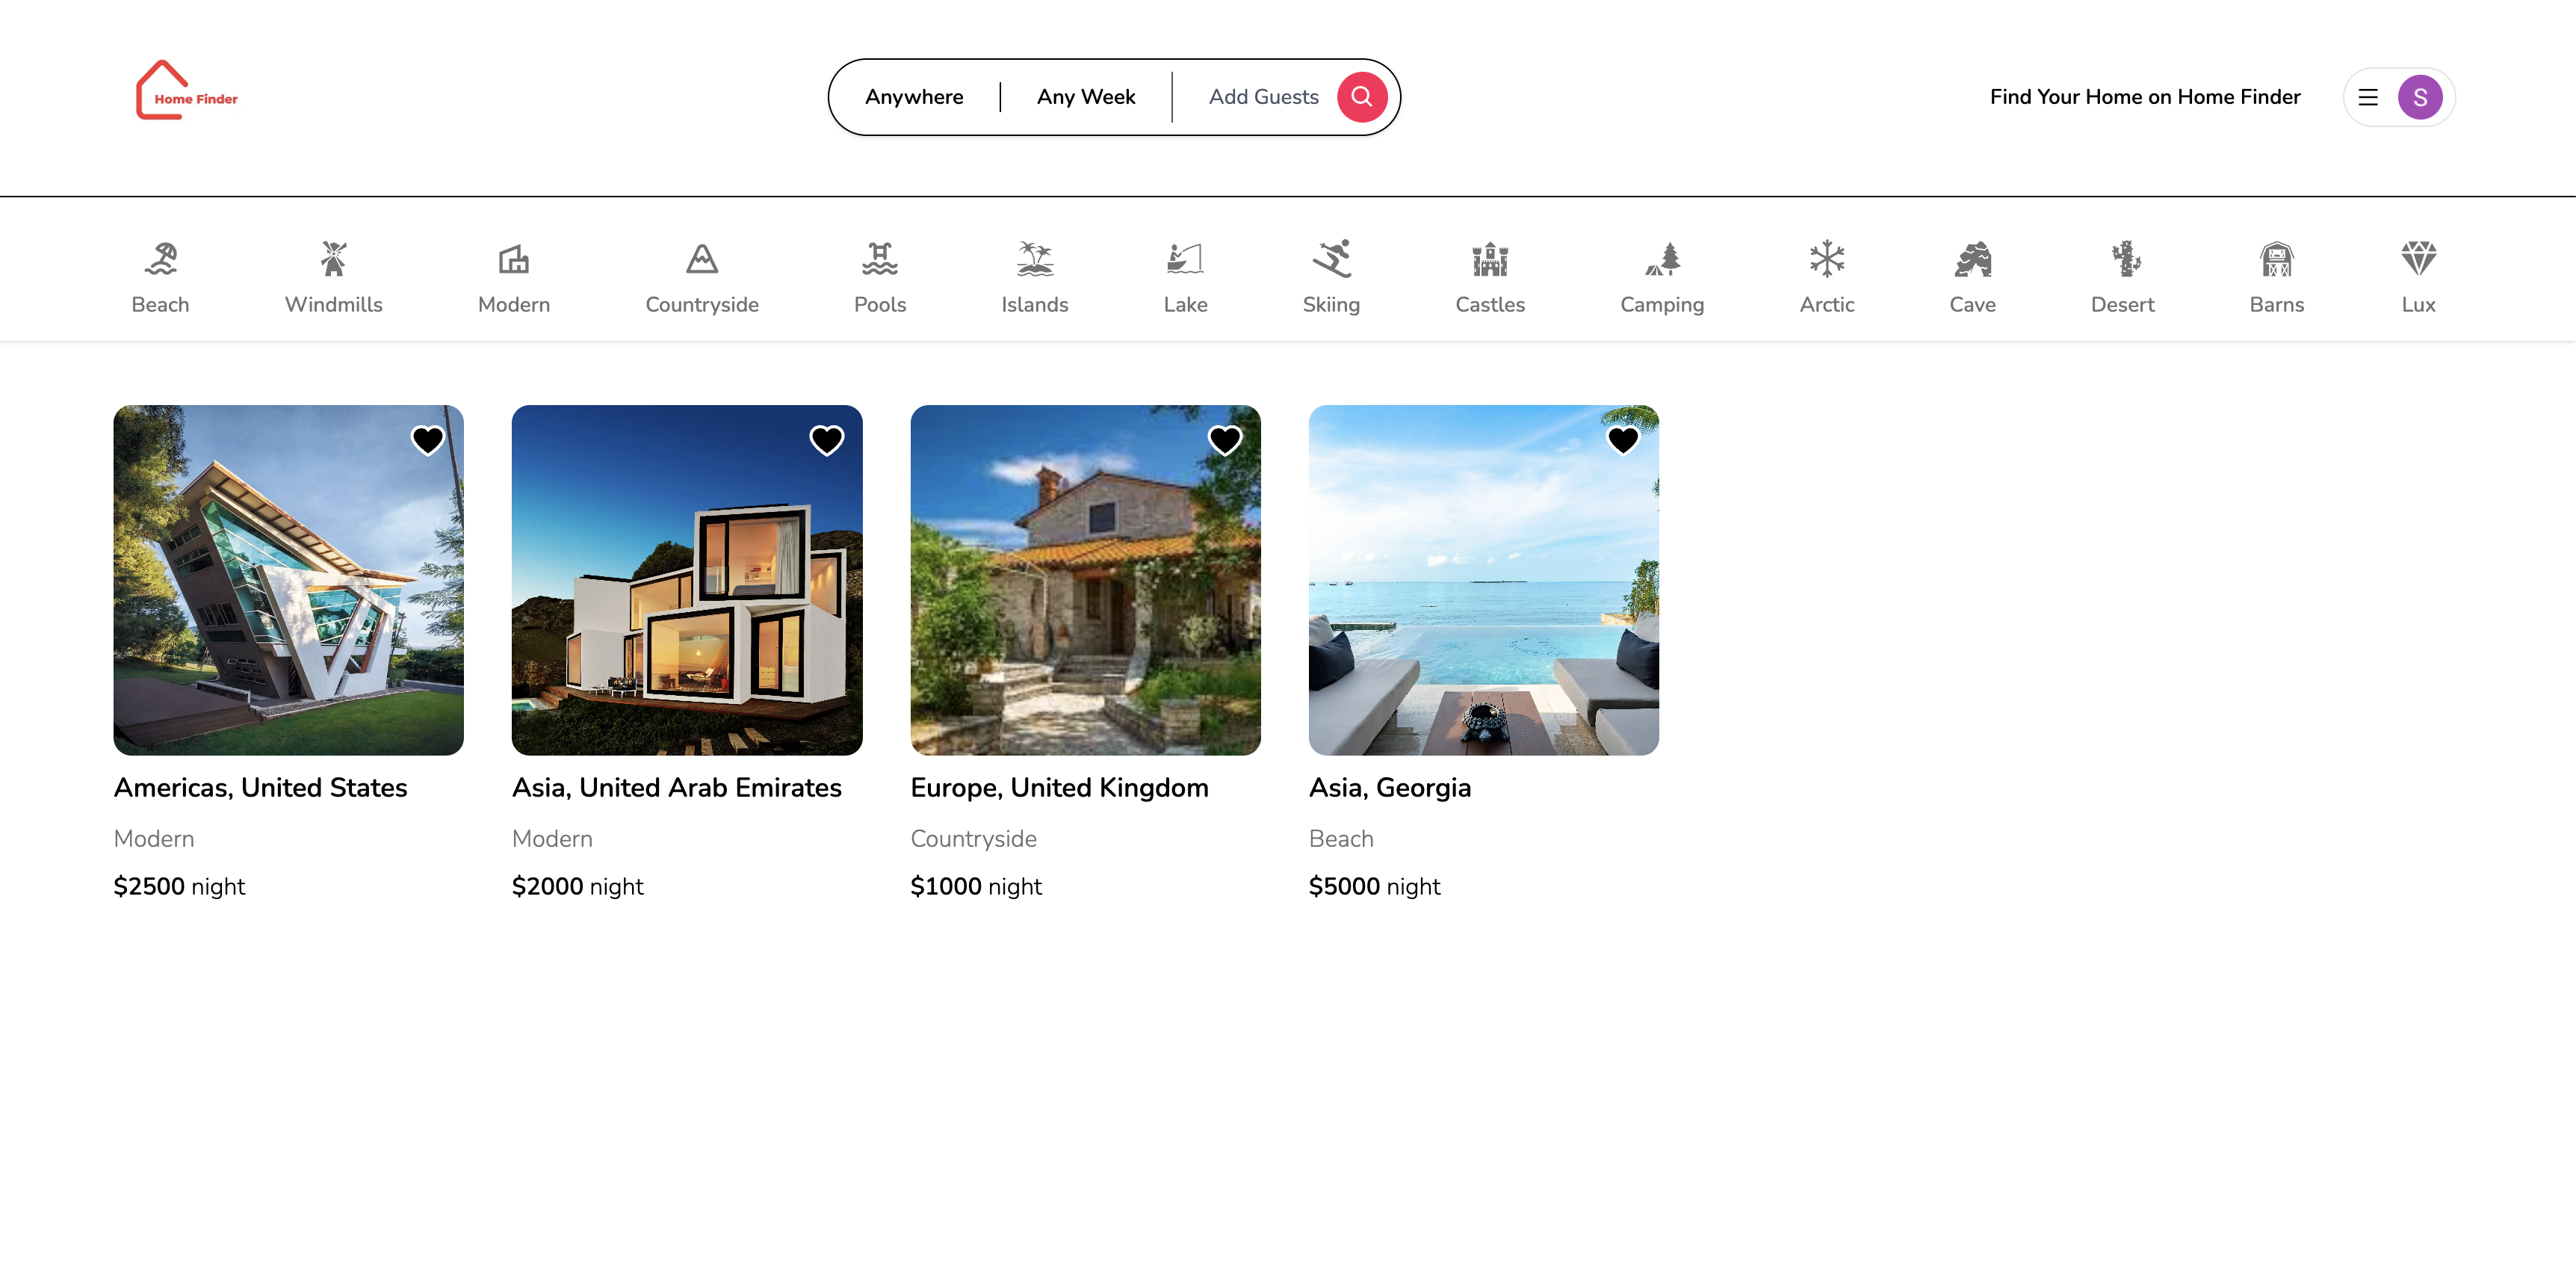 Home Finder
Anywhere
Any Week
Add Guests
Find Your Home on Home Finder
S
Beach
Windmills
Modern
Countryside
Pools
Islands
Lake
Skiing
Castles
Camping
Arctic
Cave
Desert
Barns
Lux
Americas, United States
Modern
$2500 night
Asia, United Arab Emirates
Modern
$2000 night
Europe, United Kingdom
Countryside
$1000 night
Asia, Georgia
Beach
$5000 night